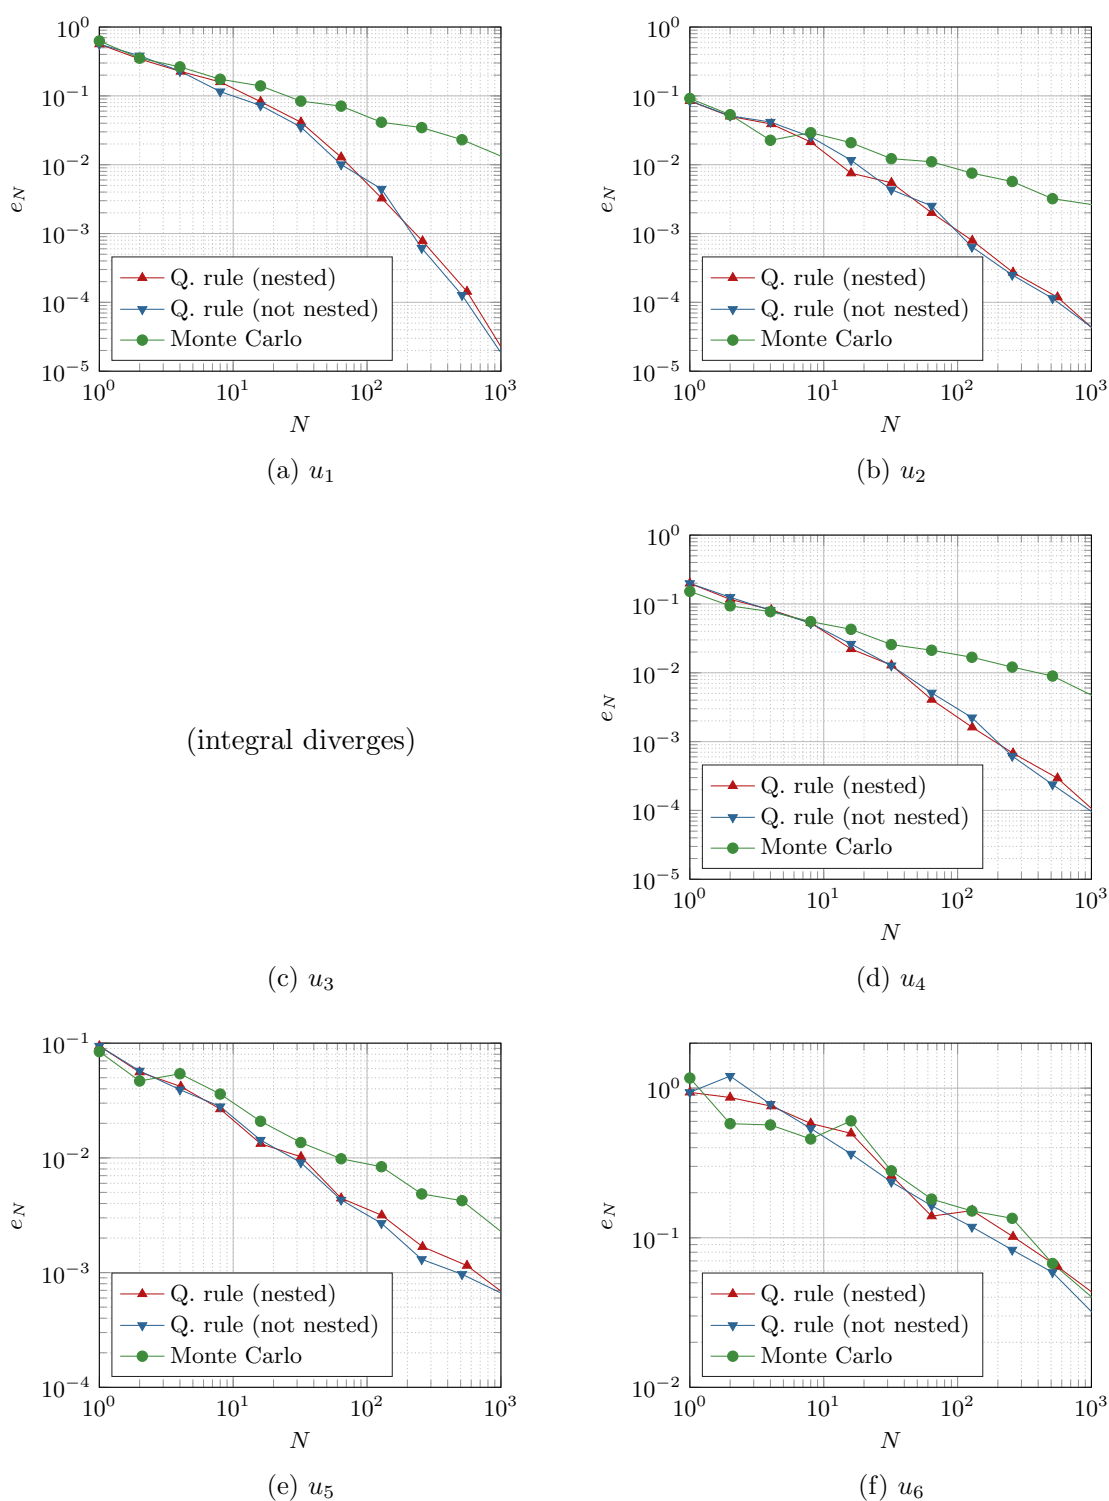 10^0
10^-1
10^-2
10^-3
10^-4
10^-5
e_N
Q. rule (nested)
Q. rule (not nested)
Monte Carlo
10^0 10^1 10^2 10^3
N
(a) u_1
10^0
10^-1
10^-2
10^-3
10^-4
10^-5
e_N
Q. rule (nested)
Q. rule (not nested)
Monte Carlo
10^0 10^1 10^2 10^3
N
(b) u_2
(integral diverges)
(c) u_3
10^0
10^-1
10^-2
10^-3
10^-4
10^-5
e_N
Q. rule (nested)
Q. rule (not nested)
Monte Carlo
10^0 10^1 10^2 10^3
N
(d) u_4
10^-1
10^-2
10^-3
10^-4
e_N
Q. rule (nested)
Q. rule (not nested)
Monte Carlo
10^0 10^1 10^2 10^3
N
(e) u_5
10^0
10^-1
10^-2
e_N
Q. rule (nested)
Q. rule (not nested)
Monte Carlo
10^0 10^1 10^2 10^3
N
(f) u_6